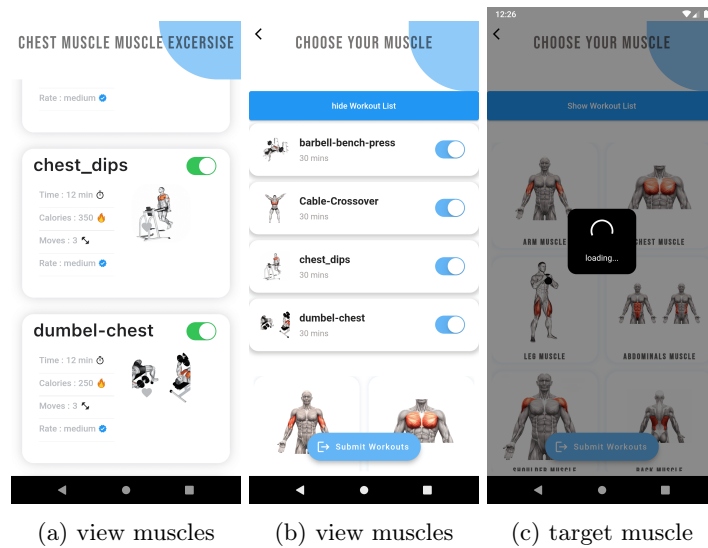 CHEST MUSCLE MUSCLE EXCERSISE
Rate : medium
chest_dips
Time : 12 min
Calories : 350
Moves : 3
Rate : medium
dumbel-chest
Time : 12 min
Calories : 250
Moves : 3
Rate : medium
(a) view muscles
CHOOSE YOUR MUSCLE
hide Workout List
barbell-bench-press
30 mins
Cable-Crossover
30 mins
chest_dips
30 mins
dumbel-chest
30 mins
Submit Workouts
(b) view muscles
12:26
CHOOSE YOUR MUSCLE
Show Workout List
ARM MUSCLE
CHEST MUSCLE
loading...
LEG MUSCLE
ABDOMINALS MUSCLE
SHOULDER MUSCLE
BACK MUSCLE
Submit Workouts
(c) target muscle